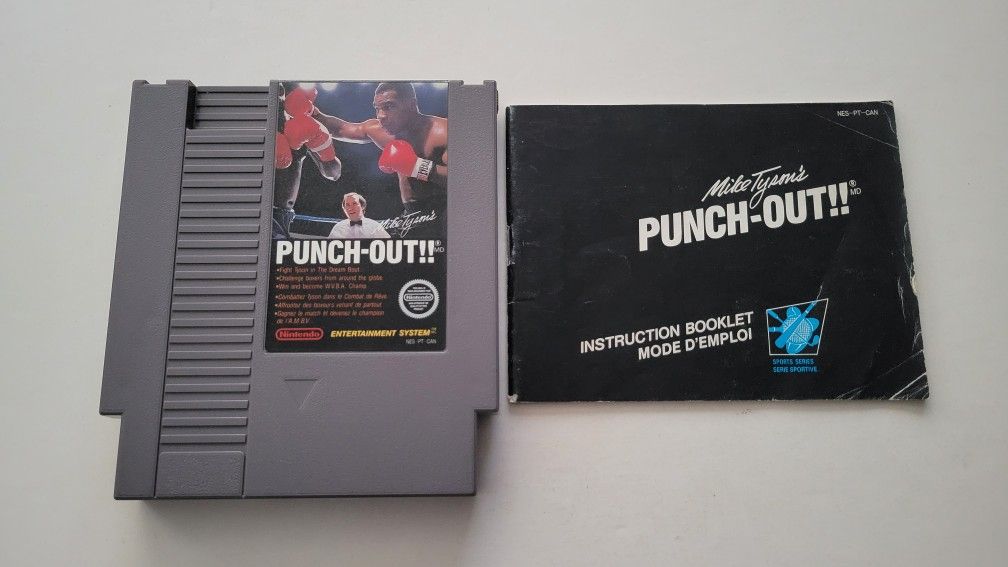 Mike Tyson's
PUNCH-OUT!!® MD
•Fight Tyson in The Dream Bout.
•Challenge boxers from around the globe.
•Win and become W.V.B.A. Champ.
•Combattez Tyson dans le Combat de Rêve.
•Affrontez des boxeurs venant de partout.
•Gagnez le match et devenez le champion
de l'A.M.B.V.
Nintendo
Nintendo ENTERTAINMENT SYSTEM
NES-PT-CAN
NES-PT-CAN
Mike Tyson's
PUNCH-OUT!!® MD
INSTRUCTION BOOKLET
MODE D'EMPLOI
SPORTS SERIES
SERIE SPORTIVE